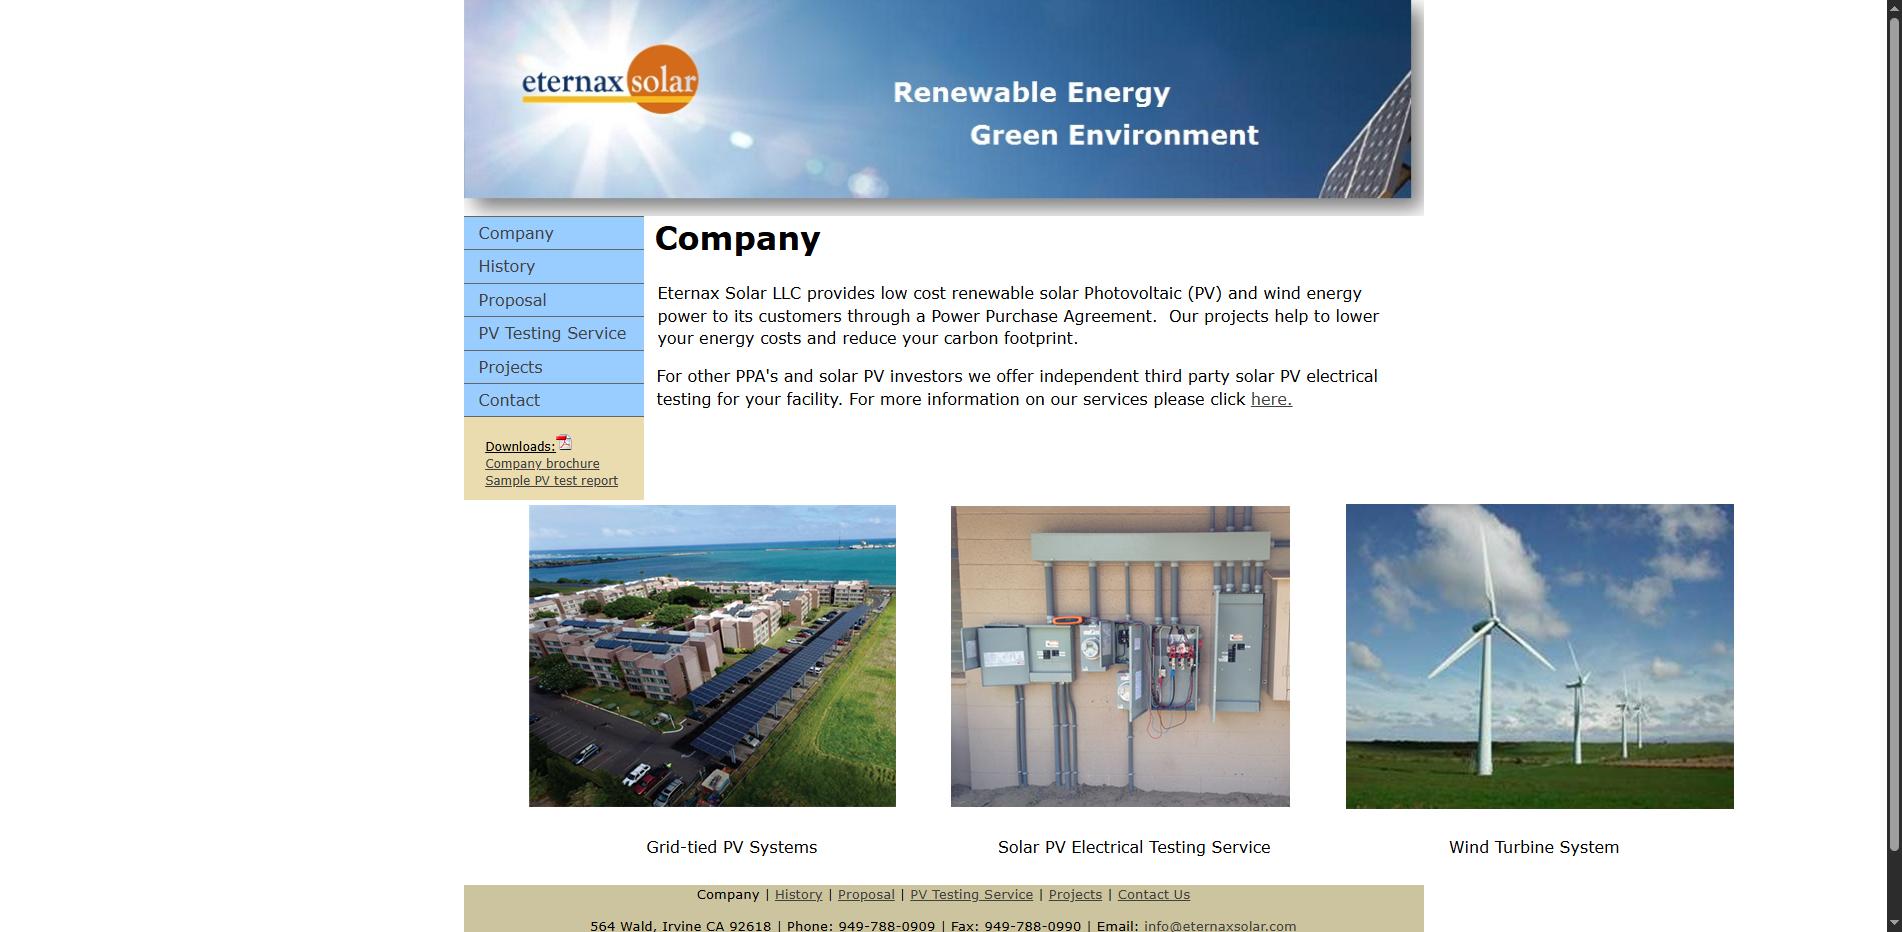 eternax solar
Renewable Energy
Green Environment
Company
History
Proposal
PV Testing Service
Projects
Contact
Downloads:
Company brochure
Sample PV test report
Company
Eternax Solar LLC provides low cost renewable solar Photovoltaic (PV) and wind energy
power to its customers through a Power Purchase Agreement.  Our projects help to lower
your energy costs and reduce your carbon footprint.
For other PPA's and solar PV investors we offer independent third party solar PV electrical
testing for your facility. For more information on our services please click here.
Grid-tied PV Systems
Solar PV Electrical Testing Service
Wind Turbine System
Company | History | Proposal | PV Testing Service | Projects | Contact Us
564 Wald, Irvine CA 92618 | Phone: 949-788-0909 | Fax: 949-788-0990 | Email: info@eternaxsolar.com